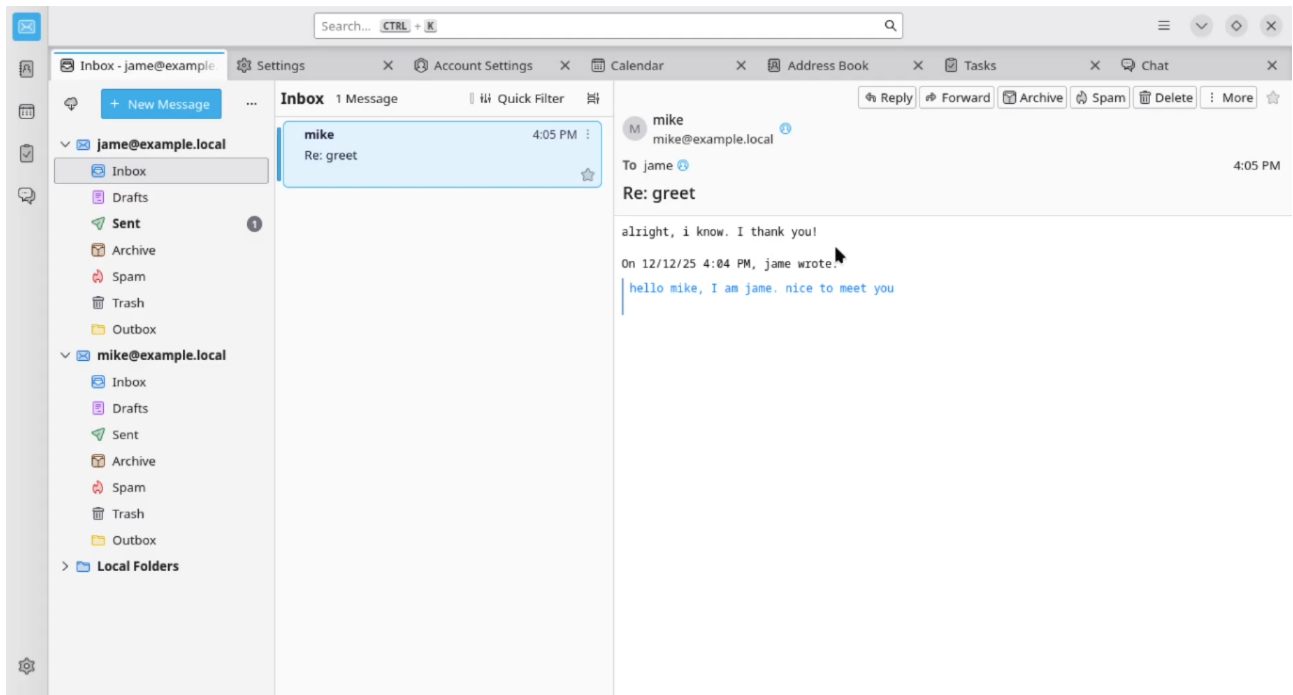 Search... CTRL + K
Inbox - jame@example.
Settings
Account Settings
Calendar
Address Book
Tasks
Chat
+ New Message
...
jame@example.local
Inbox
Drafts
Sent 1
Archive
Spam
Trash
Outbox
mike@example.local
Inbox
Drafts
Sent
Archive
Spam
Trash
Outbox
Local Folders
Inbox 1 Message Quick Filter
mike 4:05 PM
Re: greet
Reply Forward Archive Spam Delete More
M
mike
mike@example.local
To jame 4:05 PM
Re: greet
alright, i know. I thank you!
On 12/12/25 4:04 PM, jame wrote:
hello mike, I am jame. nice to meet you